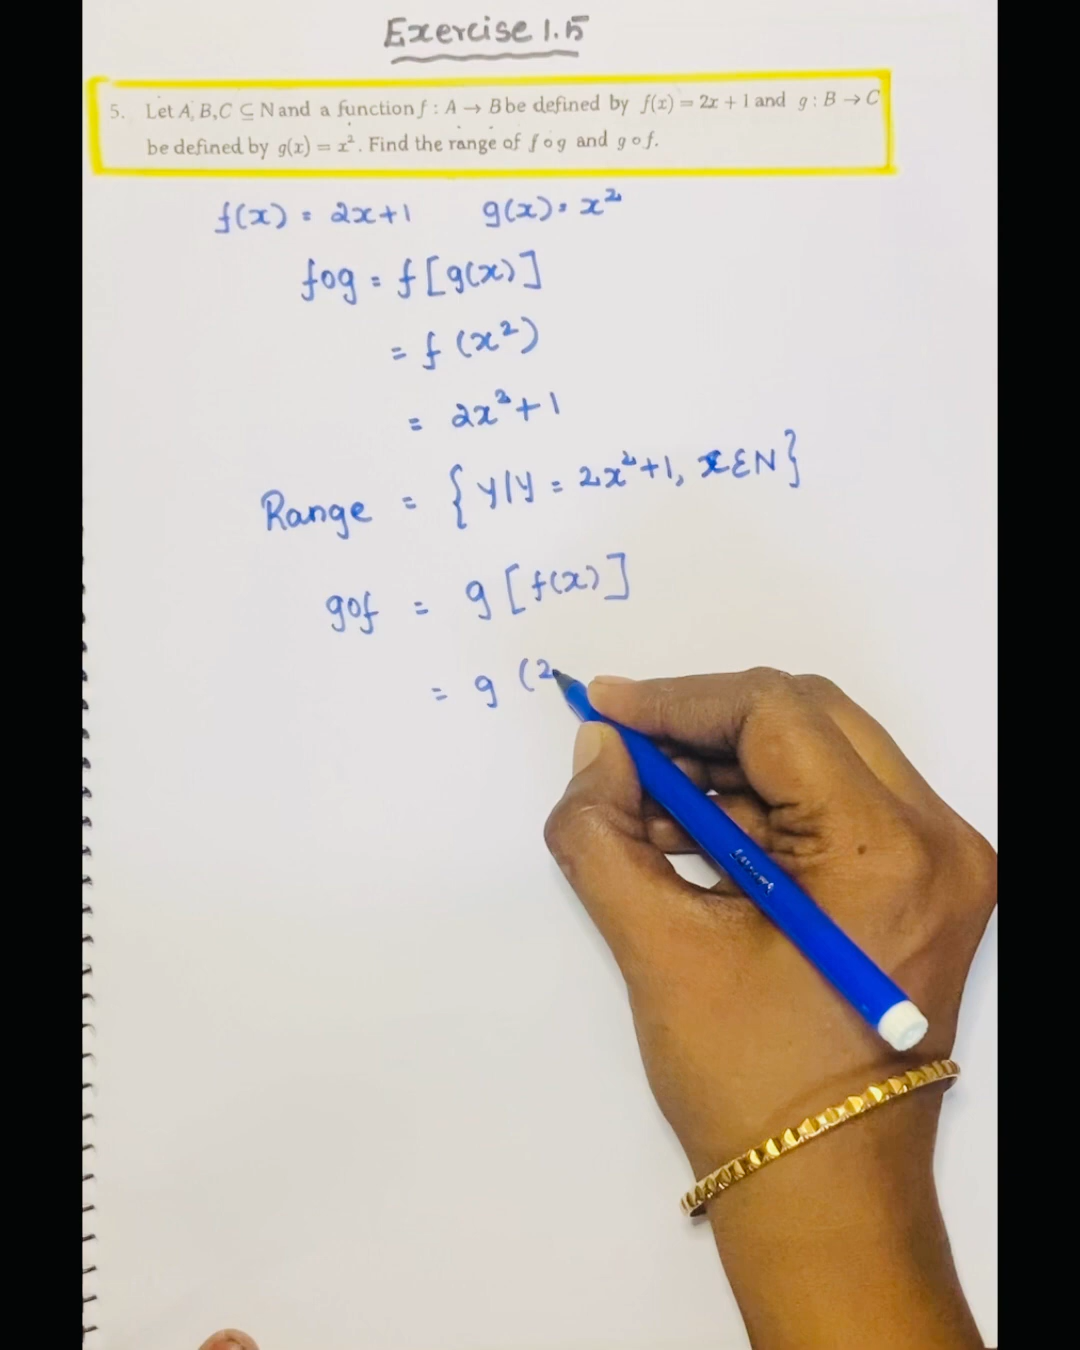 Exercise 1.5
5. Let A, B, C ⊆ N and a function f : A → B be defined by f(x) = 2x + 1 and g : B → C
be defined by g(x) = x². Find the range of f o g and g o f.
f(x) = 2x+1 g(x) = x²
fog = f[g(x)]
= f(x²)
= 2x²+1
Range = {y/y = 2x²+1, x∈N}
gof = g[f(x)]
= g (2